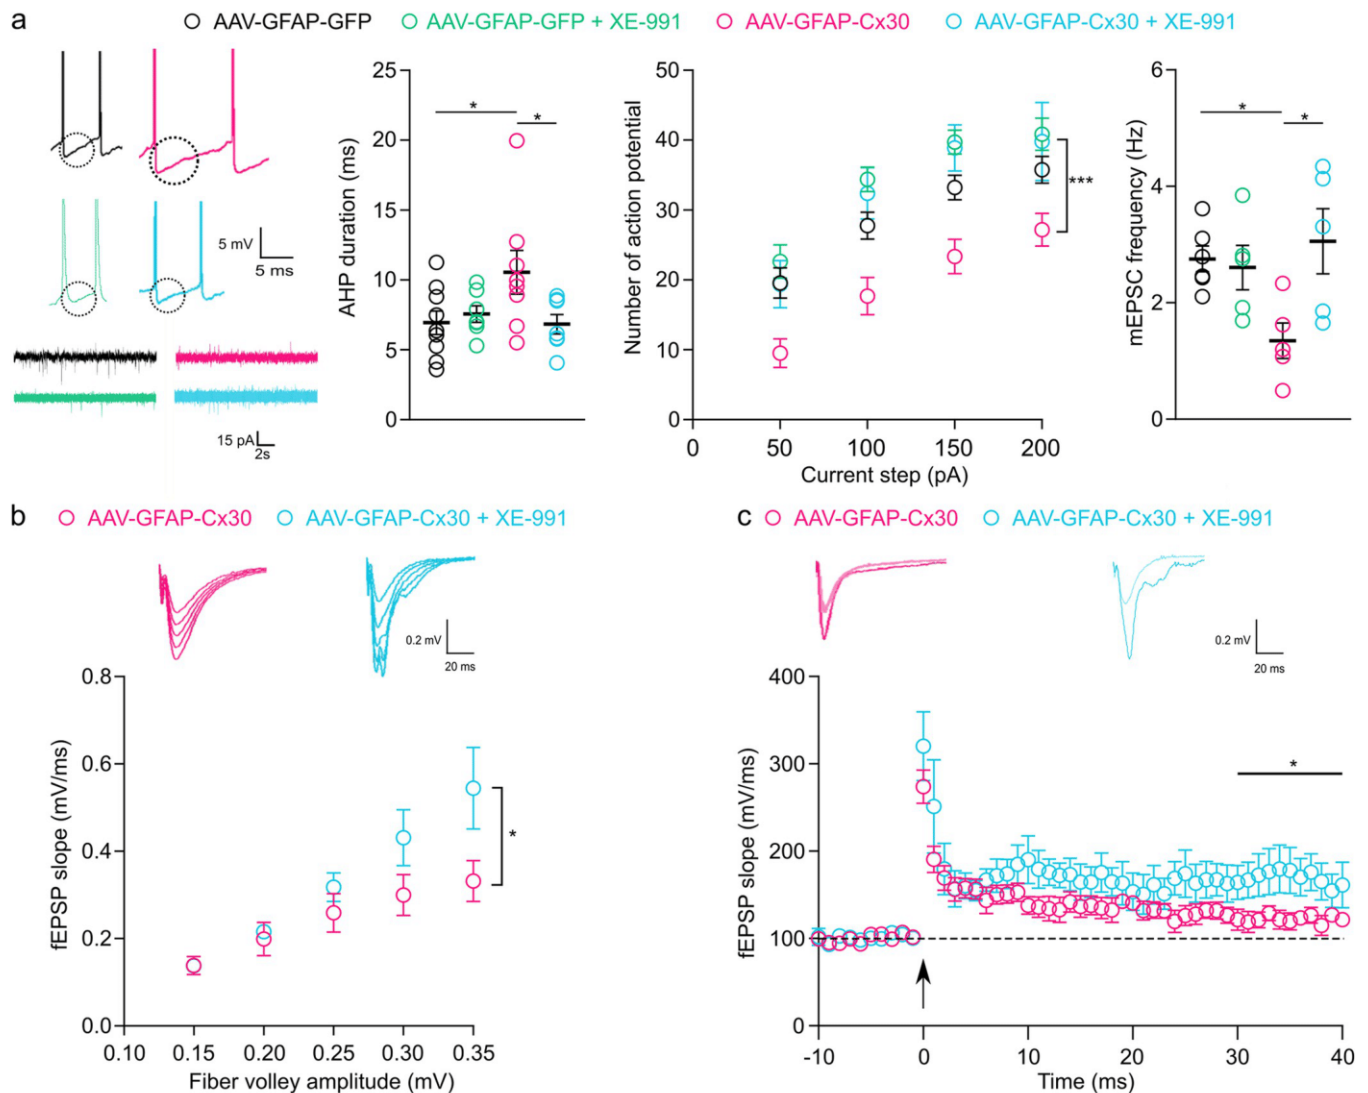 a
AAV-GFAP-GFP
AAV-GFAP-GFP + XE-991
AAV-GFAP-Cx30
AAV-GFAP-Cx30 + XE-991
5 mV
5 ms
15 pA
2s
AHP duration (ms)
25
20
15
10
5
0
*
*
Number of action potential
50
40
30
20
10
0
0
50
100
150
200
Current step (pA)
***
mEPSC frequency (Hz)
6
4
2
0
*
*
b
AAV-GFAP-Cx30
AAV-GFAP-Cx30 + XE-991
0.2 mV
20 ms
fEPSP slope (mV/ms)
0.8
0.6
0.4
0.2
0.0
0.10
0.15
0.20
0.25
0.30
0.35
Fiber volley amplitude (mV)
*
c
AAV-GFAP-Cx30
AAV-GFAP-Cx30 + XE-991
0.2 mV
20 ms
fEPSP slope (mV/ms)
400
300
200
100
0
-10
0
10
20
30
40
Time (ms)
*